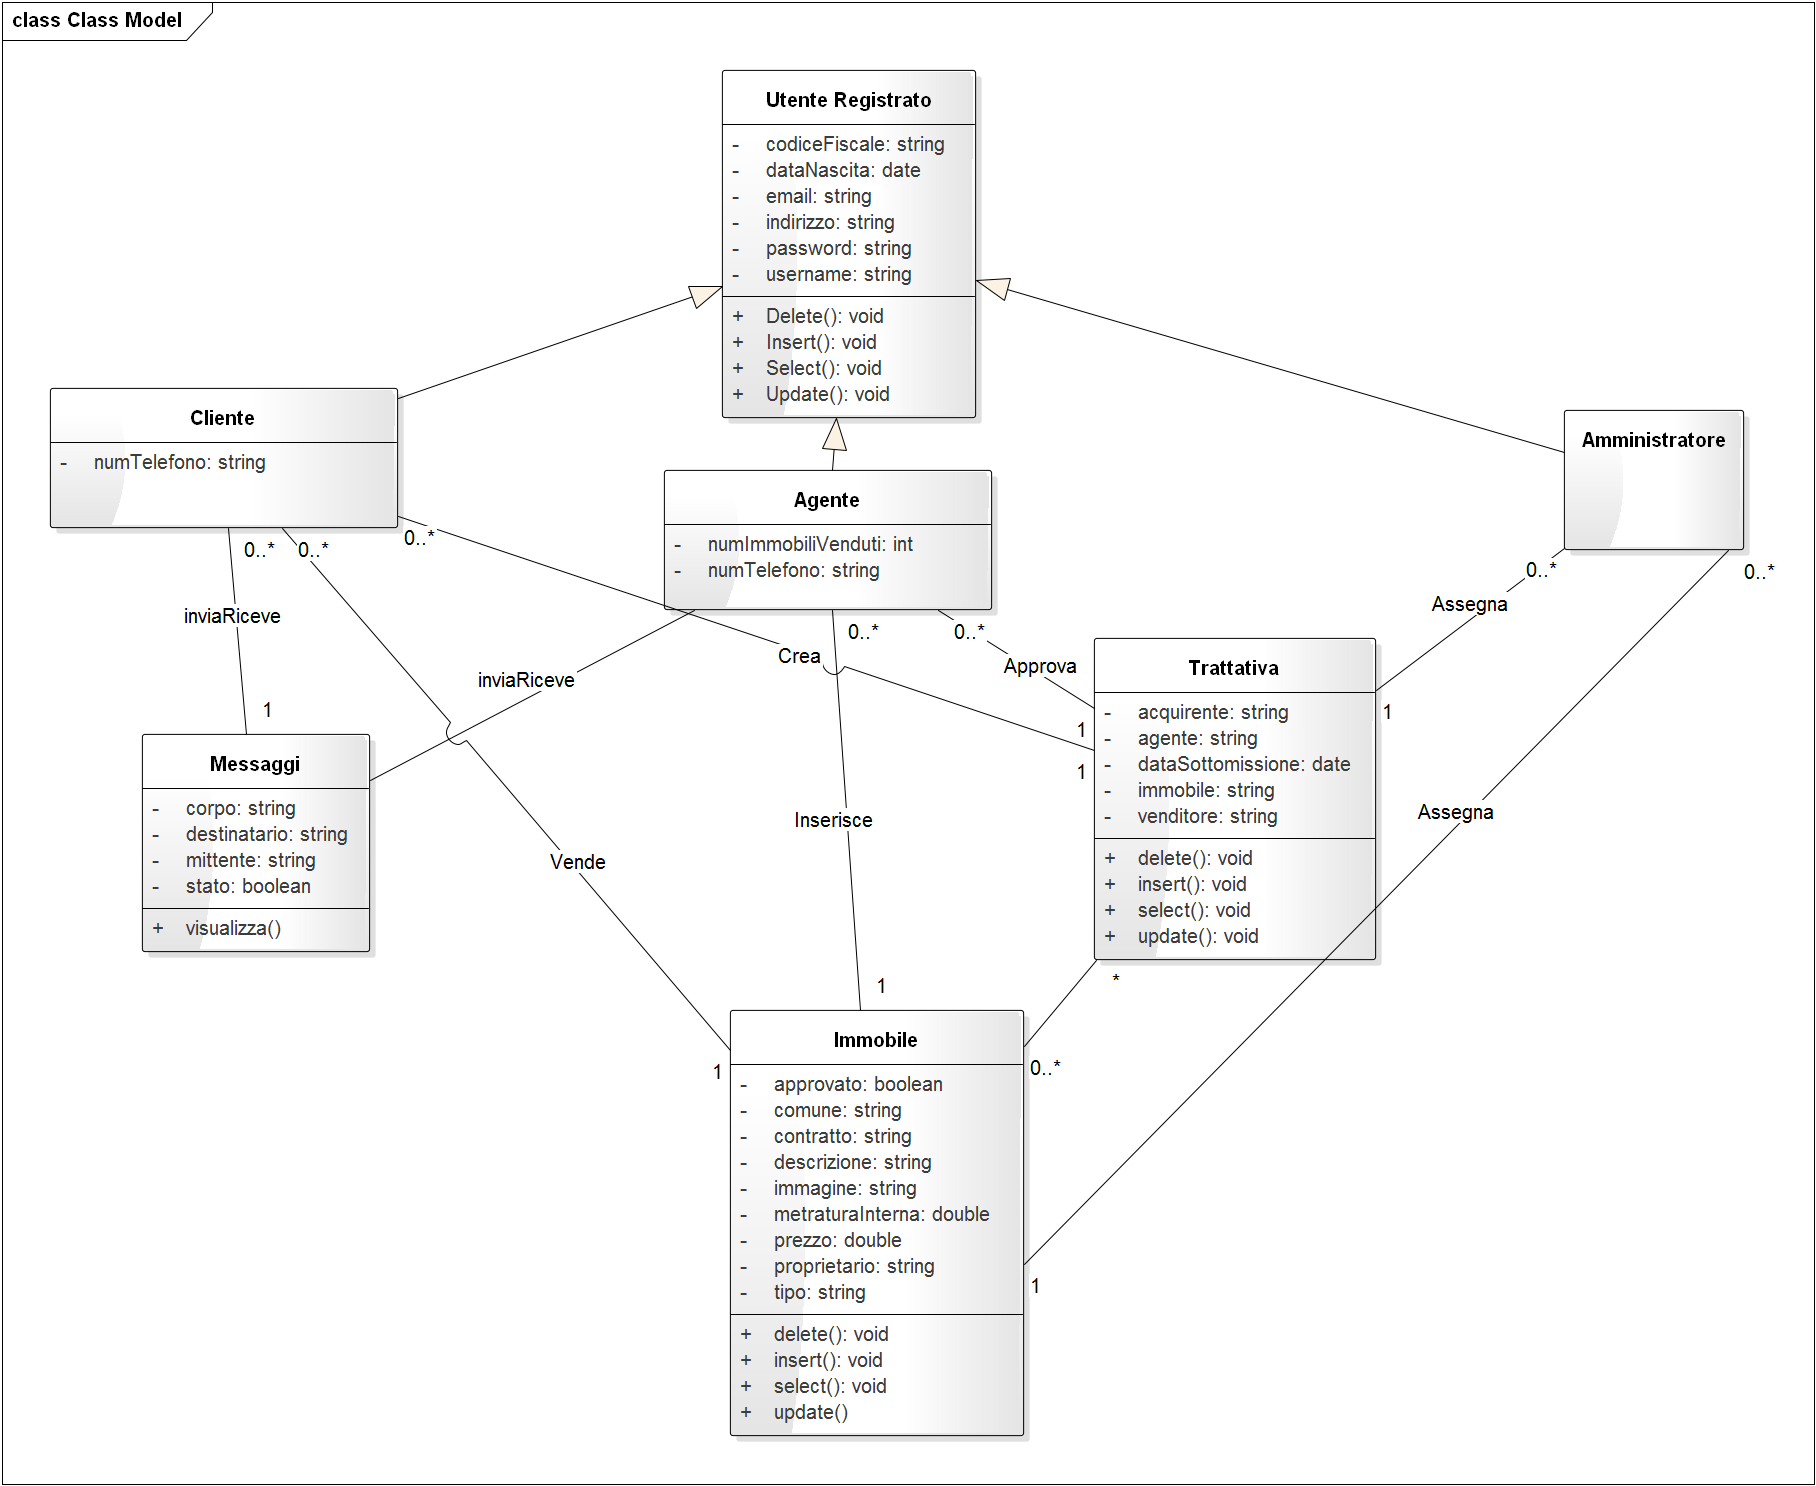 class Class Model
Utente Registrato
- codiceFiscale: string
- dataNascita: date
- email: string
- indirizzo: string
- password: string
- username: string
+ Delete(): void
+ Insert(): void
+ Select(): void
+ Update(): void
Cliente
- numTelefono: string
Agente
- numImmobiliVenduti: int
- numTelefono: string
Amministratore
0..*
0..*
0..*
0..*
0..*
0..*
0..*
inviaRiceve
inviaRiceve
Crea
Approva
Assegna
Assegna
Vende
Inserisce
1
1
1
1
Messaggi
- corpo: string
- destinatario: string
- mittente: string
- stato: boolean
+ visualizza()
Trattativa
- acquirente: string
- agente: string
- dataSottomissione: date
- immobile: string
- venditore: string
+ delete(): void
+ insert(): void
+ select(): void
+ update(): void
*
1
1
0..*
1
Immobile
- approvato: boolean
- comune: string
- contratto: string
- descrizione: string
- immagine: string
- metraturaInterna: double
- prezzo: double
- proprietario: string
- tipo: string
+ delete(): void
+ insert(): void
+ select(): void
+ update()